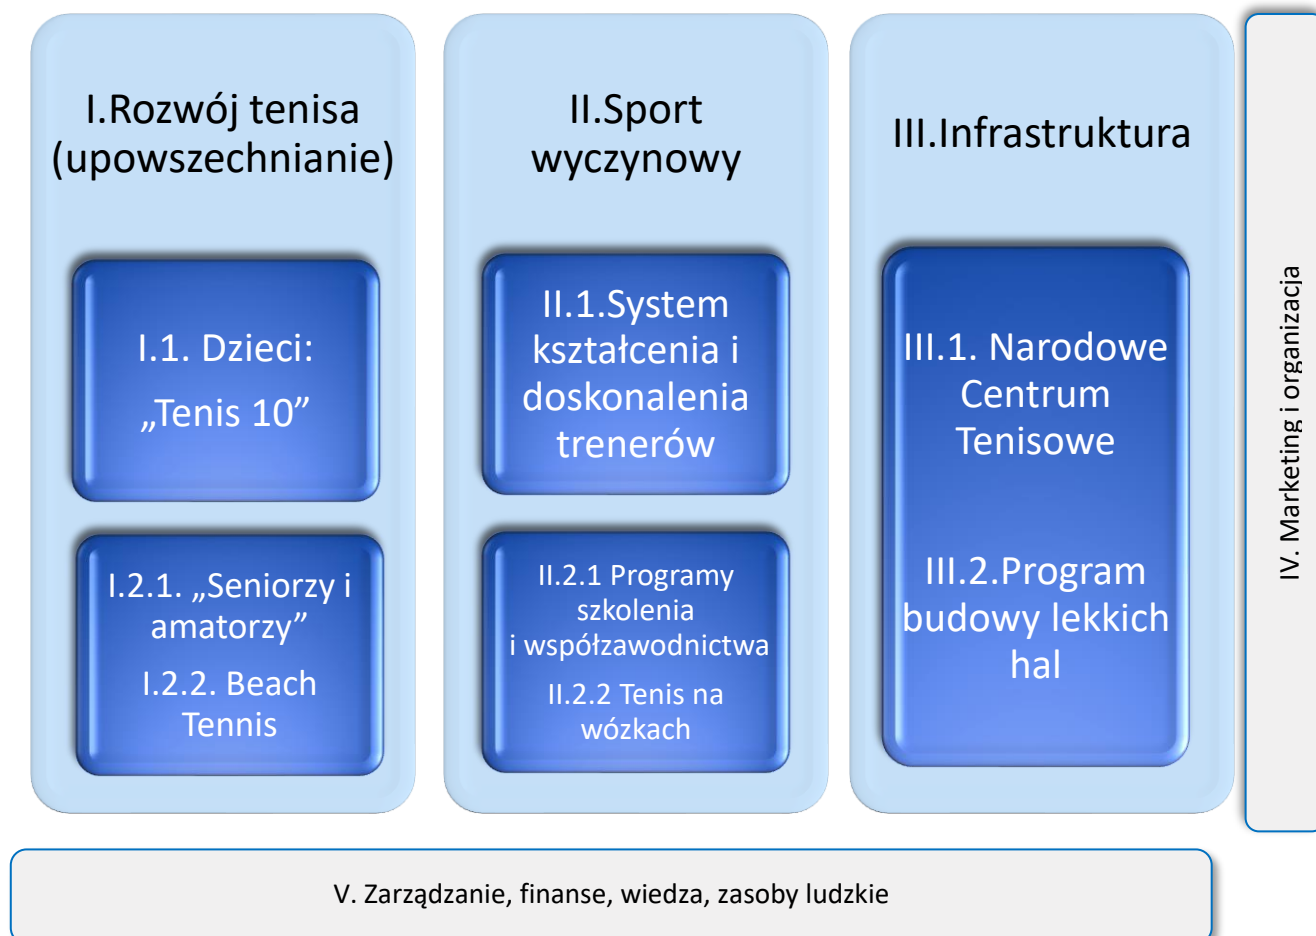 I.Rozwój tenisa
(upowszechnianie)
I.1. Dzieci:
„Tenis 10”
I.2.1. „Seniorzy i
amatorzy”
I.2.2. Beach
Tennis
II.Sport
wyczynowy
II.1.System
kształcenia i
doskonalenia
trenerów
II.2.1 Programy
szkolenia
i współzawodnictwa
II.2.2 Tenis na
wózkach
III.Infrastruktura
III.1. Narodowe
Centrum
Tenisowe
III.2.Program
budowy lekkich
hal
IV. Marketing i organizacja
V. Zarządzanie, finanse, wiedza, zasoby ludzkie